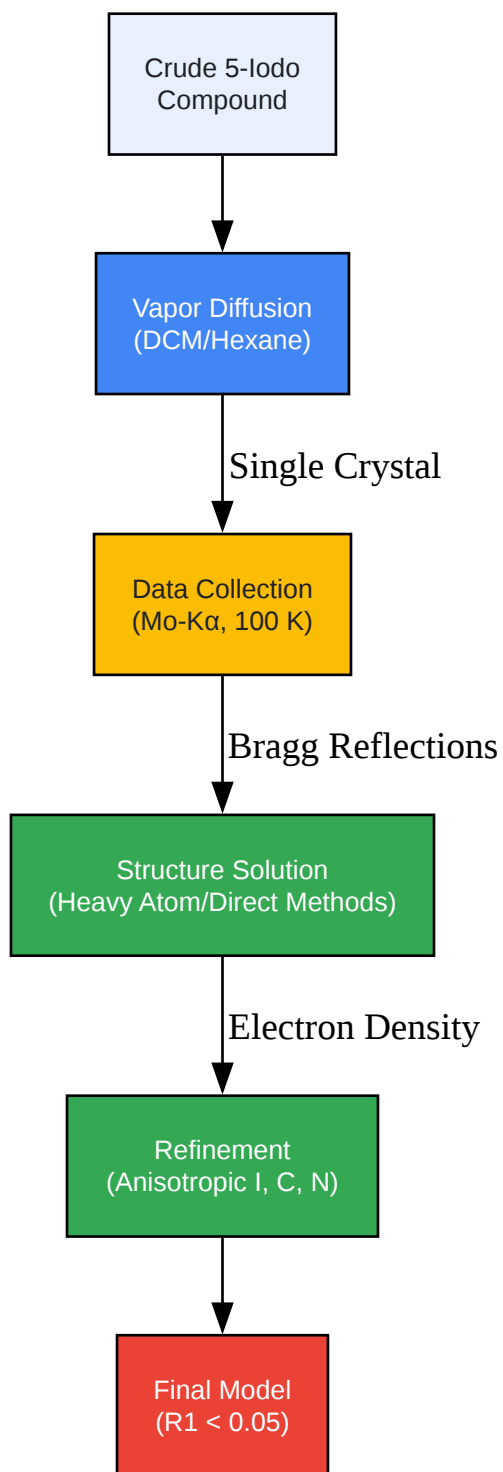 Crude 5-Iodo
Compound
Vapor Diffusion
(DCM/Hexane)
Single Crystal
Data Collection
(Mo-Kα, 100 K)
Bragg Reflections
Structure Solution
(Heavy Atom/Direct Methods)
Electron Density
Refinement
(Anisotropic I, C, N)
Final Model
(R1 < 0.05)